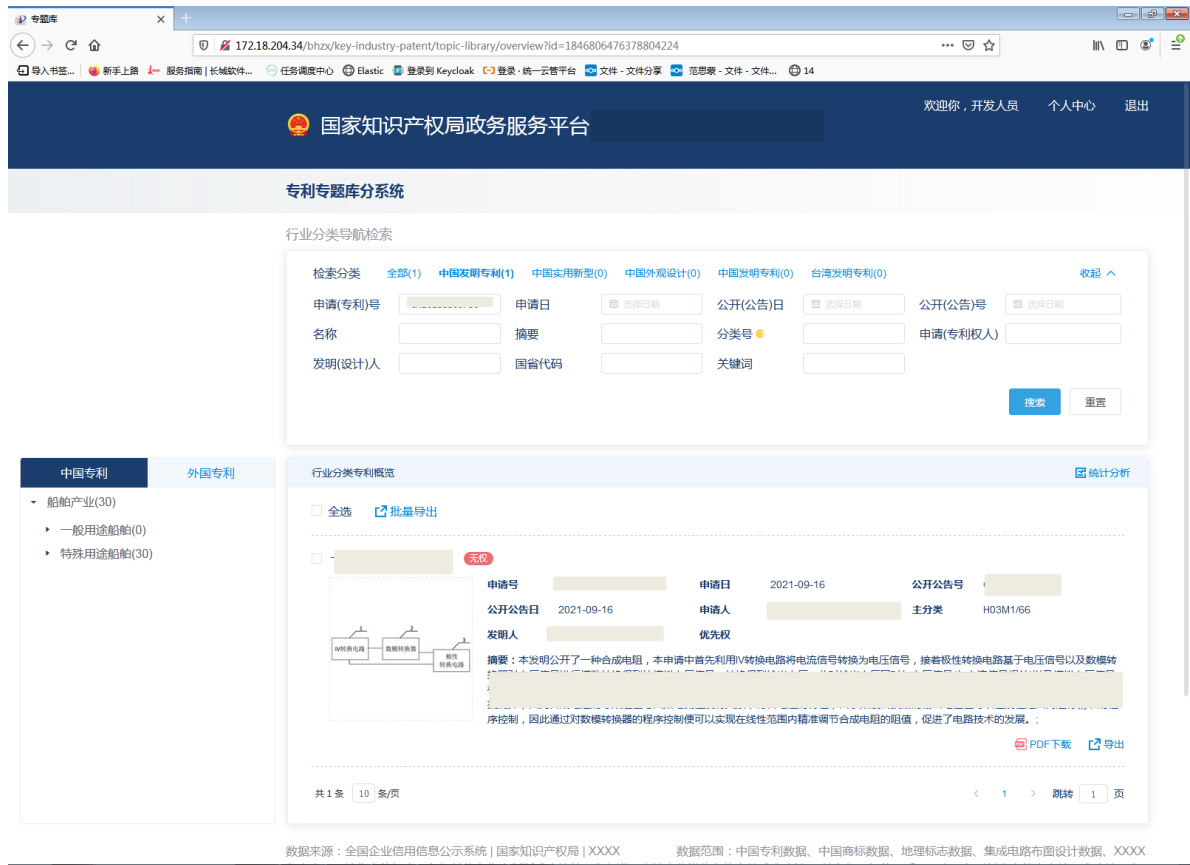 专题库
172.18.204.34/bhzx/key-industry-patent/topic-library/overview?id=1846806476378804224
导入书签... 新手上路 服务指南 | 长城软件... 任务调度中心 Elastic 登录到 Keycloak 登录 · 统一云管平台 文件 - 文件分享 范思蔽 - 文件 - 文件... 14
欢迎你，开发人员 个人中心 退出
国家知识产权局政务服务平台
专利专题库分系统
行业分类导航检索
检索分类 全部(1) 中国发明专利(1) 中国实用新型(0) 中国外观设计(0) 中国发明专利(0) 台湾发明专利(0) 收起
申请(专利)号 申请日 选择日期 公开(公告)日 选择日期 公开(公告)号 选择日期
名称 摘要 分类号 申请(专利权人)
发明(设计)人 国省代码 关键词
搜索 重置
中国专利 外国专利
船舶产业(30)
一般用途船舶(0)
特殊用途船舶(30)
行业分类专利概览 统计分析
全选 批量导出
无权
申请号 申请日 2021-09-16 公开公告号
公开公告日 2021-09-16 申请人 主分类 H03M1/66
发明人 优先权
1 2 3
IV转换电路 数模转换器 极性
转换电路
摘要：本发明公开了一种合成电阻，本申请中首先利用IV转换电路将电流信号转换为电压信号，接着极性转换电路基于电压信号以及数模转
序控制，因此通过对数模转换器的程序控制便可以实现在线性范围内精准调节合成电阻的阻值，促进了电路技术的发展。;
PDF下载 导出
共 1 条 10 条/页 1 跳转 1 页
数据来源：全国企业信用信息公示系统 | 国家知识产权局 | XXXX 数据范围：中国专利数据、中国商标数据、地理标志数据、集成电路布图设计数据、XXXX